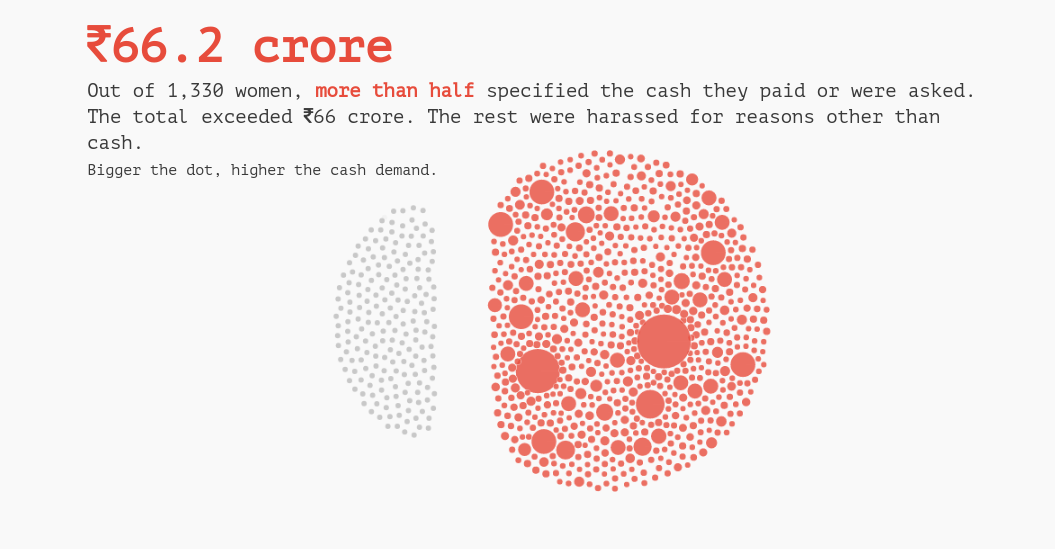 ₹66.2 crore
Out of 1,330 women, more than half specified the cash they paid or were asked.
The total exceeded ₹66 crore. The rest were harassed for reasons other than
cash.
Bigger the dot, higher the cash demand.